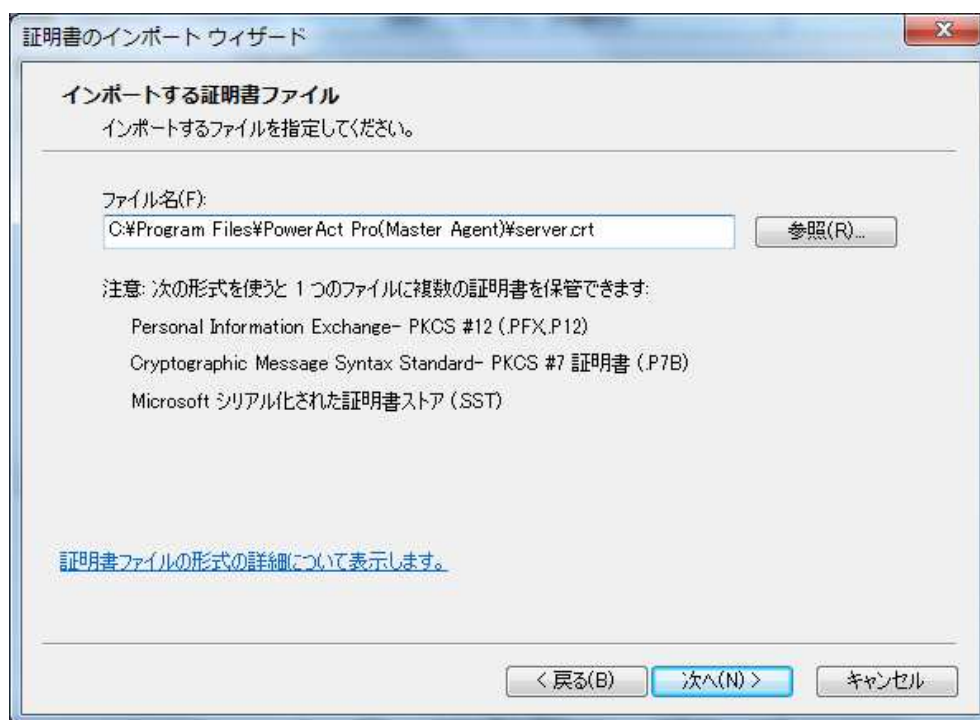 証明書のインポート ウィザード
インポートする証明書ファイル
インポートするファイルを指定してください。
ファイル名(F):
C:¥Program Files¥PowerAct Pro(Master Agent)¥server.crt
参照(R)...
注意: 次の形式を使うと 1 つのファイルに複数の証明書を保管できます:
Personal Information Exchange- PKCS #12 (.PFX,.P12)
Cryptographic Message Syntax Standard- PKCS #7 証明書 (.P7B)
Microsoft シリアル化された証明書ストア (.SST)
証明書ファイルの形式の詳細について表示します。
< 戻る(B)
次へ(N) >
キャンセル